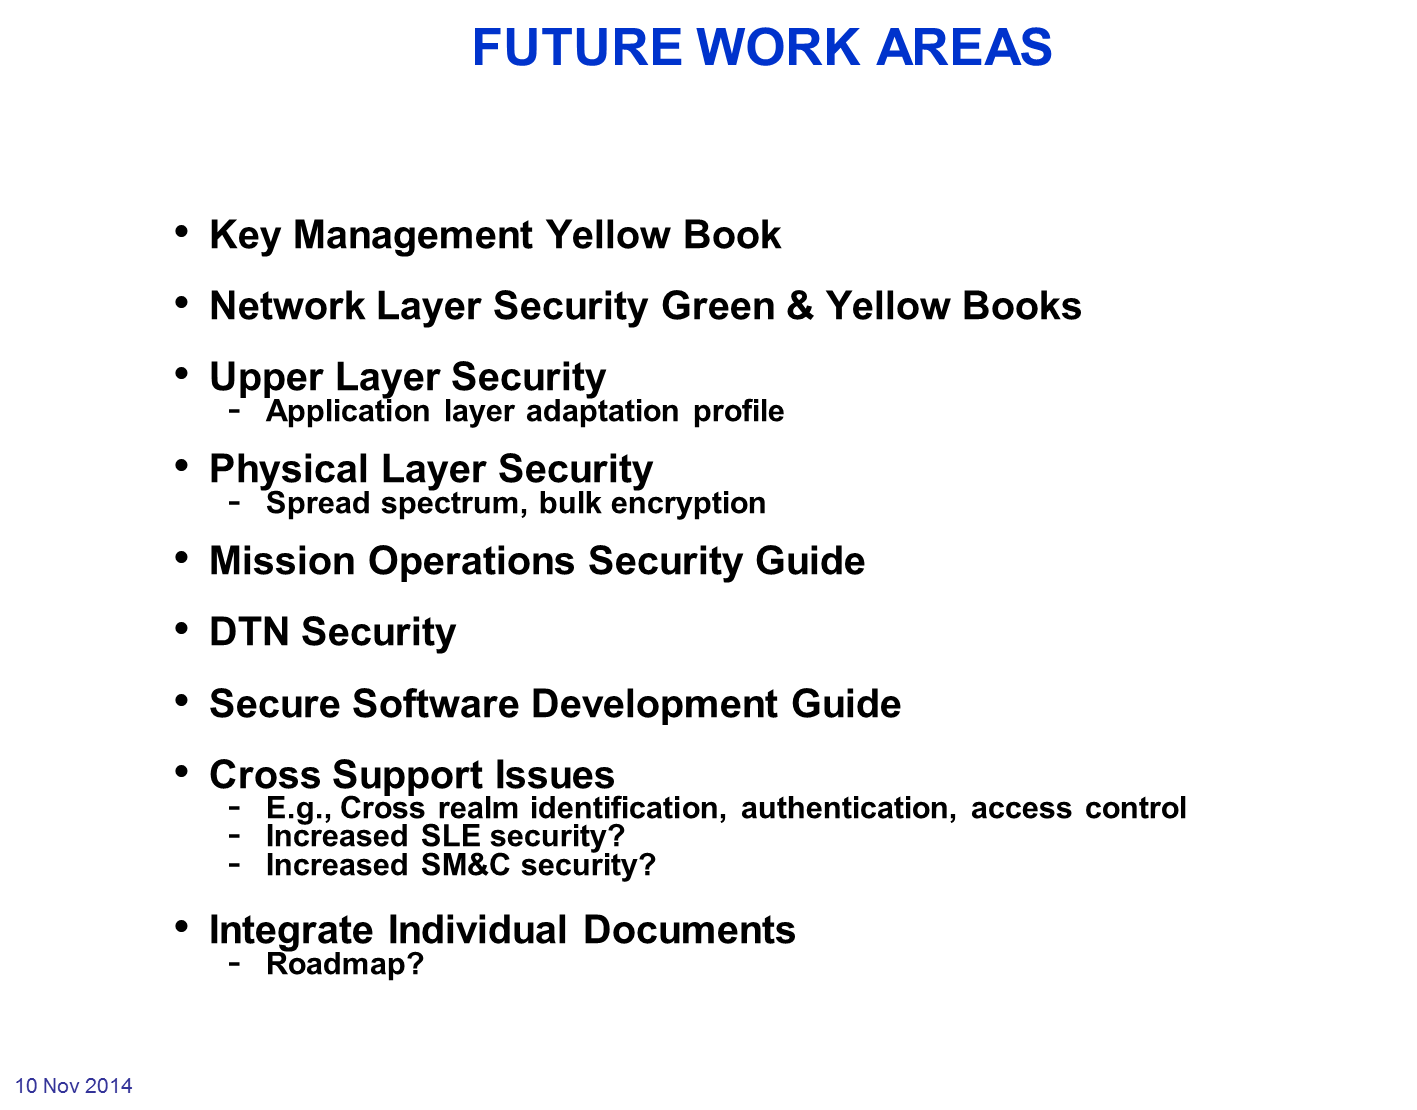 FUTURE WORK AREAS
• Key Management Yellow Book
• Network Layer Security Green & Yellow Books
• Upper Layer Security
- Application layer adaptation profile
• Physical Layer Security
- Spread spectrum, bulk encryption
• Mission Operations Security Guide
• DTN Security
• Secure Software Development Guide
• Cross Support Issues
- E.g., Cross realm identification, authentication, access control
- Increased SLE security?
- Increased SM&C security?
• Integrate Individual Documents
- Roadmap?
10 Nov 2014